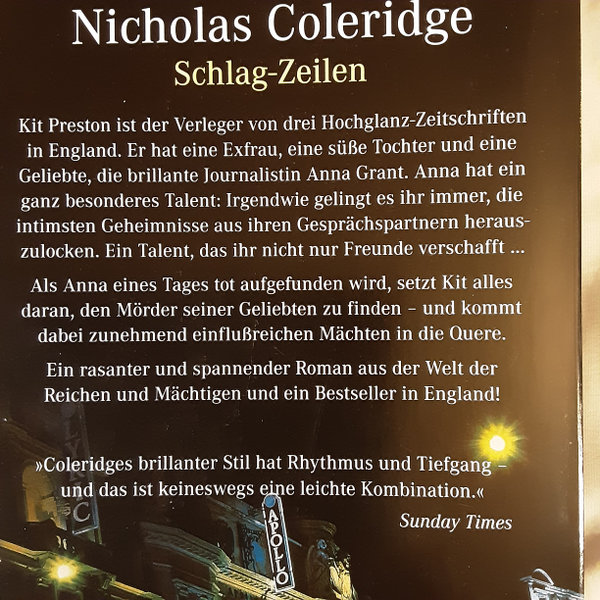 Nicholas Coleridge
Schlag-Zeilen
Kit Preston ist der Verleger von drei Hochglanz-Zeitschriften
in England. Er hat eine Exfrau, eine süße Tochter und eine
Geliebte, die brillante Journalistin Anna Grant. Anna hat ein
ganz besonderes Talent: Irgendwie gelingt es ihr immer, die
intimsten Geheimnisse aus ihren Gesprächspartnern heraus-
zulocken. Ein Talent, das ihr nicht nur Freunde verschafft ...
Als Anna eines Tages tot aufgefunden wird, setzt Kit alles
daran, den Mörder seiner Geliebten zu finden – und kommt
dabei zunehmend einflußreichen Mächten in die Quere.
Ein rasanter und spannender Roman aus der Welt der
Reichen und Mächtigen und ein Bestseller in England!
»Coleridges brillanter Stil hat Rhythmus und Tiefgang –
und das ist keineswegs eine leichte Kombination.«
Sunday Times
LYRIC
APOLLO